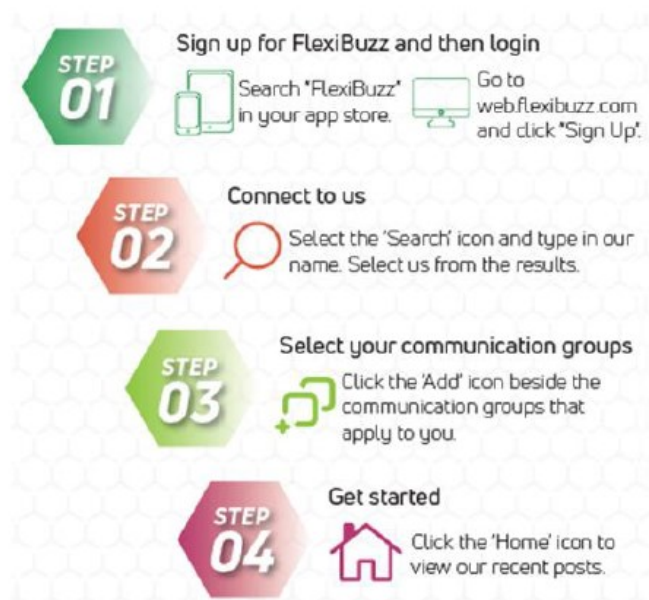 STEP
01
Sign up for FlexiBuzz and then login
Search "FlexiBuzz"
in your app store.
Go to
web.flexibuzz.com
and click "Sign Up".
STEP
02
Connect to us
Select the 'Search' icon and type in our
name. Select us from the results.
STEP
03
Select your communication groups
Click the 'Add' icon beside the
communication groups that
apply to you.
STEP
04
Get started
Click the 'Home' icon to
view our recent posts.